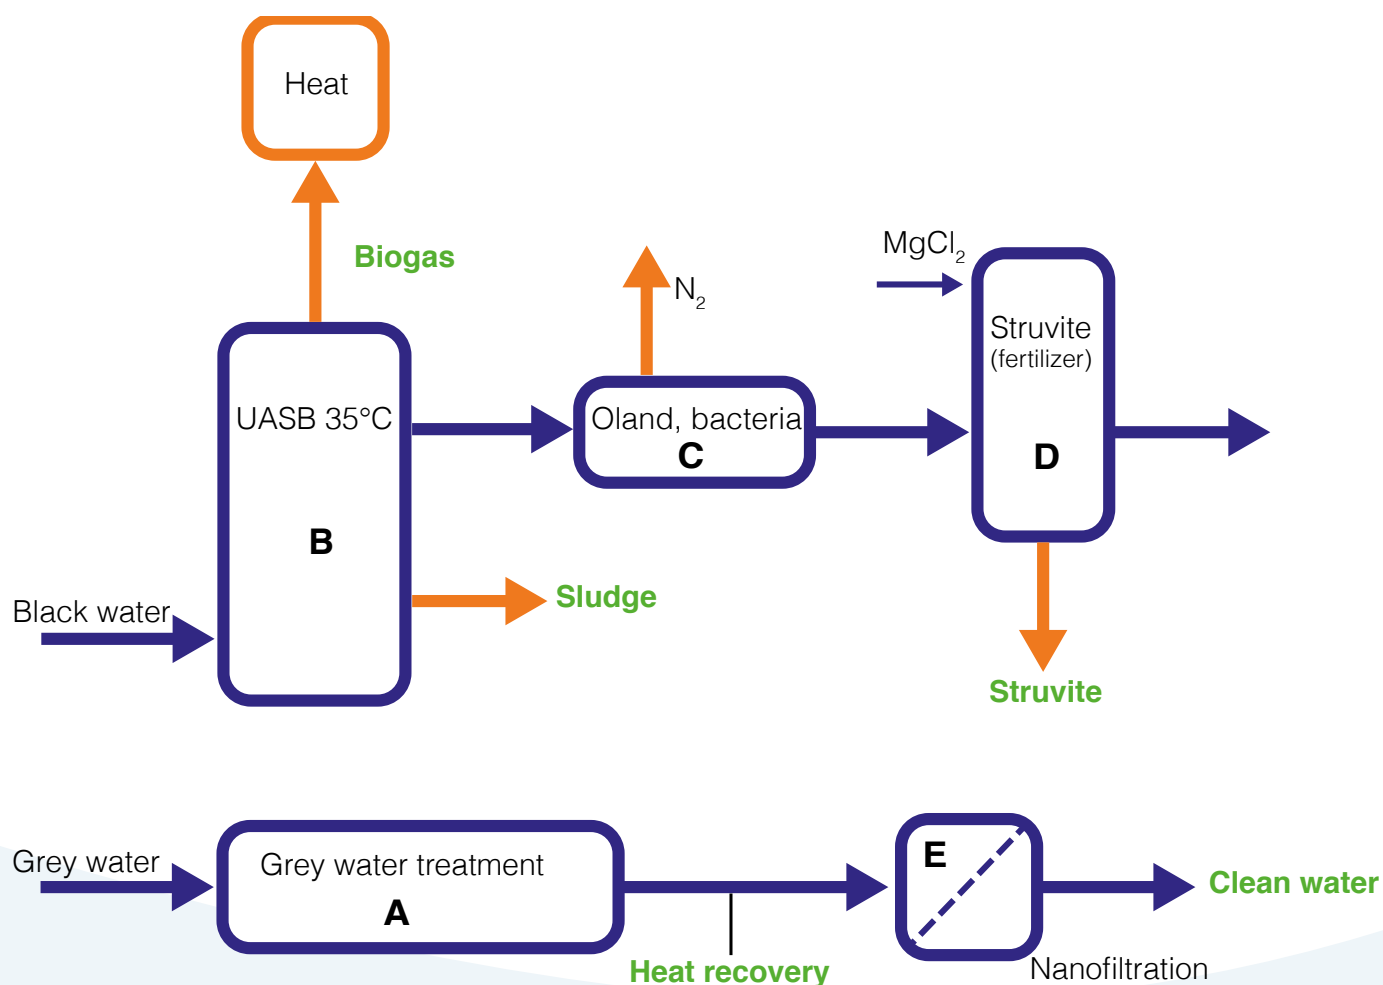 Heat
Biogas
N₂
MgCl₂
Struvite
(fertilizer)
D
UASB 35°C
B
Oland, bacteria
C
Black water
Sludge
Struvite
Grey water
Grey water treatment
A
Heat recovery
E
Nanofiltration
Clean water